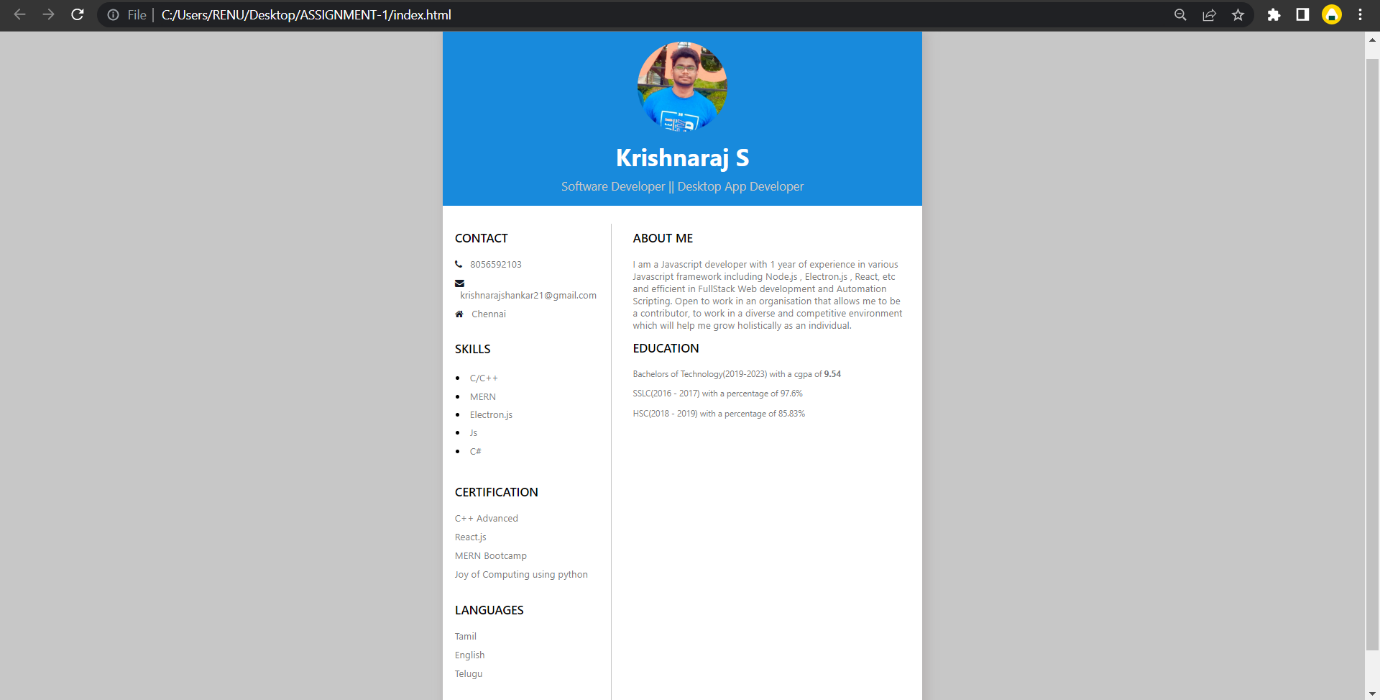 File | C:/Users/RENU/Desktop/ASSIGNMENT-1/index.html
Krishnaraj S
Software Developer || Desktop App Developer
CONTACT
8056592103
krishnarajshankar21@gmail.com
Chennai
SKILLS
C/C++
MERN
Electron.js
Js
C#
CERTIFICATION
C++ Advanced
React.js
MERN Bootcamp
Joy of Computing using python
LANGUAGES
Tamil
English
Telugu
ABOUT ME
I am a Javascript developer with 1 year of experience in various
Javascript framework including Node.js , Electron.js , React, etc
and efficient in FullStack Web development and Automation
Scripting. Open to work in an organisation that allows me to be
a contributor, to work in a diverse and competitive environment
which will help me grow holistically as an individual.
EDUCATION
Bachelors of Technology(2019-2023) with a cgpa of 9.54
SSLC(2016 - 2017) with a percentage of 97.6%
HSC(2018 - 2019) with a percentage of 85.83%